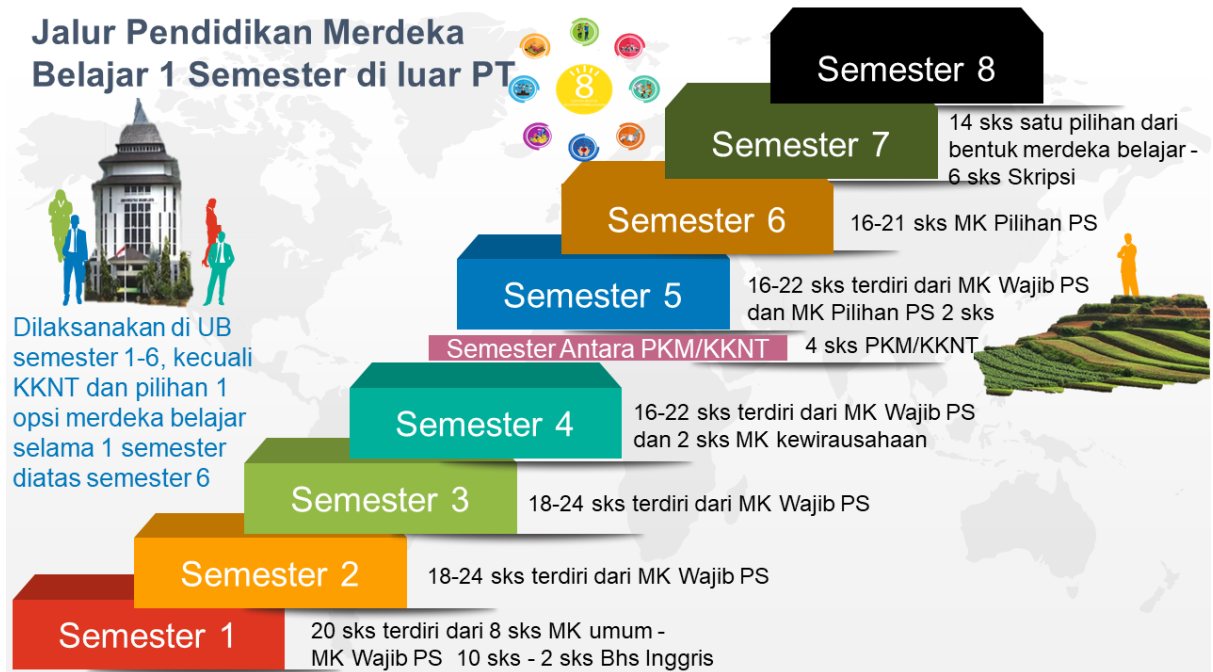 Jalur Pendidikan Merdeka
Belajar 1 Semester di luar PT
8
Semester 8
Semester 7
14 sks satu pilihan dari
bentuk merdeka belajar -
6 sks Skripsi
Semester 6
16-21 sks MK Pilihan PS
Semester 5
16-22 sks terdiri dari MK Wajib PS
dan MK Pilihan PS 2 sks
Semester Antara PKM/KKNT
4 sks PKM/KKNT
Dilaksanakan di UB
semester 1-6, kecuali
KKNT dan pilihan 1
opsi merdeka belajar
selama 1 semester
diatas semester 6
Semester 4
16-22 sks terdiri dari MK Wajib PS
dan 2 sks MK kewirausahaan
Semester 3
18-24 sks terdiri dari MK Wajib PS
Semester 2
18-24 sks terdiri dari MK Wajib PS
Semester 1
20 sks terdiri dari 8 sks MK umum -
MK Wajib PS 10 sks - 2 sks Bhs Inggris